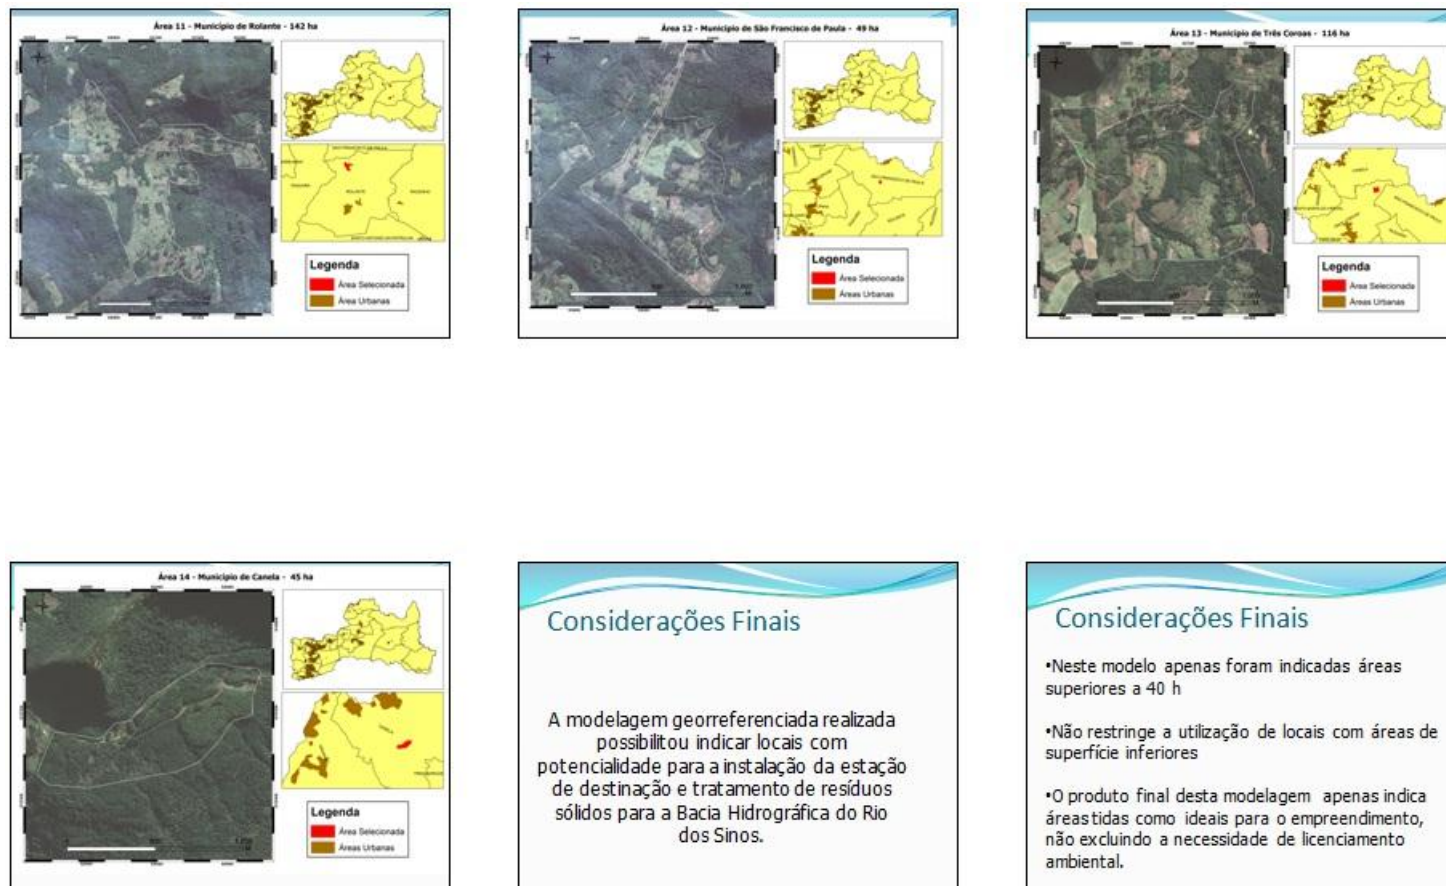 Área 11 - Município de Rolante - 142 ha
ROLANTE
Legenda
Área Selecionada
Área Urbanas
Área 12 - Município de São Francisco de Paula - 49 ha
Legenda
Área Selecionada
Áreas Urbanas
Área 13 - Município de Três Coroas - 116 ha
Legenda
Área Selecionada
Áreas Urbanas
Área 14 - Município de Canela - 45 ha
Legenda
Área Selecionada
Áreas Urbanas
Considerações Finais
A modelagem georreferenciada realizada
possibilitou indicar locais com
potencialidade para a instalação da estação
de destinação e tratamento de resíduos
sólidos para a Bacia Hidrográfica do Rio
dos Sinos.
Considerações Finais
•Neste modelo apenas foram indicadas áreas
superiores a 40 h
•Não restringe a utilização de locais com áreas de
superfície inferiores
•O produto final desta modelagem apenas indica
áreas tidas como ideais para o empreendimento,
não excluindo a necessidade de licenciamento
ambiental.